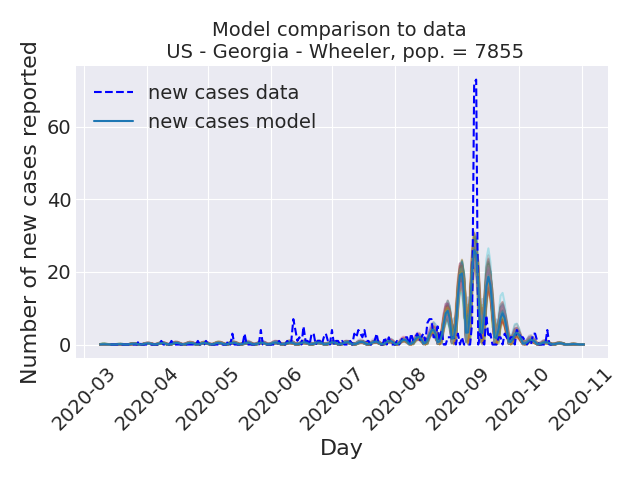 Model comparison to data
US - Georgia - Wheeler, pop. = 7855
Number of new cases reported
new cases data
new cases model
60
40
20
0
2020-03
2020-04
2020-05
2020-06
2020-07
2020-08
2020-09
2020-10
2020-11
Day